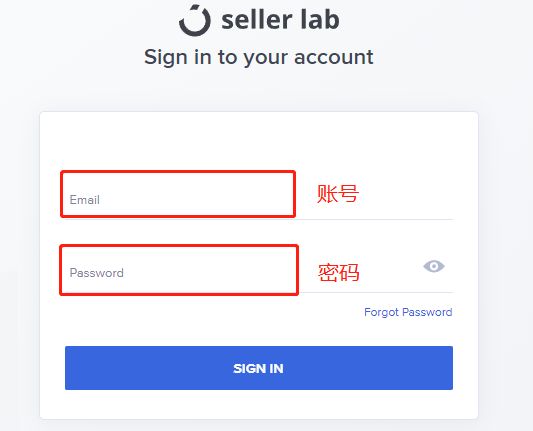 seller lab
Sign in to your account
Email 账号
Password 密码
Forgot Password
SIGN IN